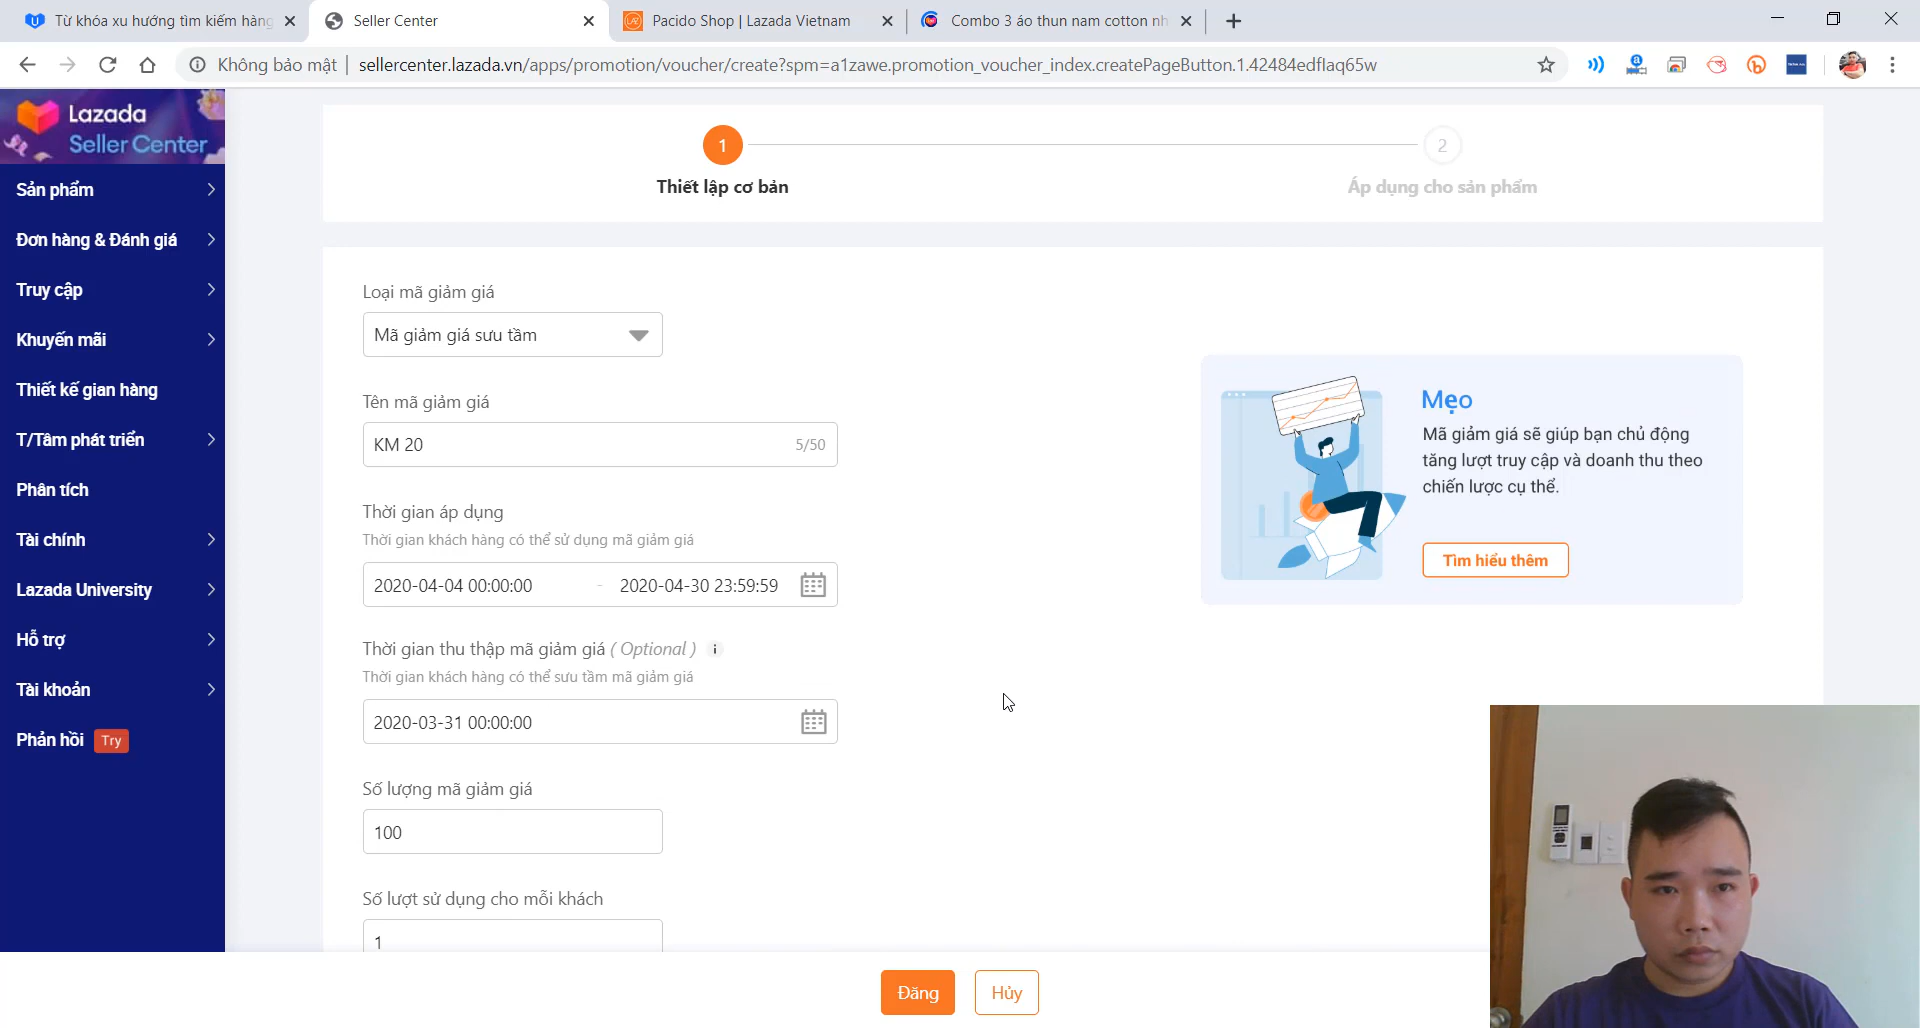 Từ khóa xu hướng tìm kiếm hàng
Seller Center
Pacido Shop | Lazada Vietnam
Combo 3 áo thun nam cotton nh
Không bảo mật
sellercenter.lazada.vn/apps/promotion/voucher/create?spm=a1zawe.promotion_voucher_index.createPageButton.1.42484edflaq65w
Lazada
Seller Center
Sản phẩm
Đơn hàng & Đánh giá
Truy cập
Khuyến mãi
Thiết kế gian hàng
T/Tâm phát triển
Phân tích
Tài chính
Lazada University
Hỗ trợ
Tài khoản
Phản hồi Try
1
Thiết lập cơ bản
2
Áp dụng cho sản phẩm
Loại mã giảm giá
Mã giảm giá sưu tầm
Tên mã giảm giá
KM 20 5/50
Thời gian áp dụng
Thời gian khách hàng có thể sử dụng mã giảm giá
2020-04-04 00:00:00 - 2020-04-30 23:59:59
Thời gian thu thập mã giảm giá ( Optional ) i
Thời gian khách hàng có thể sưu tầm mã giảm giá
2020-03-31 00:00:00
Số lượng mã giảm giá
100
Số lượt sử dụng cho mỗi khách
1
Mẹo
Mã giảm giá sẽ giúp bạn chủ động
tăng lượt truy cập và doanh thu theo
chiến lược cụ thể.
Tìm hiểu thêm
Đăng
Hủy